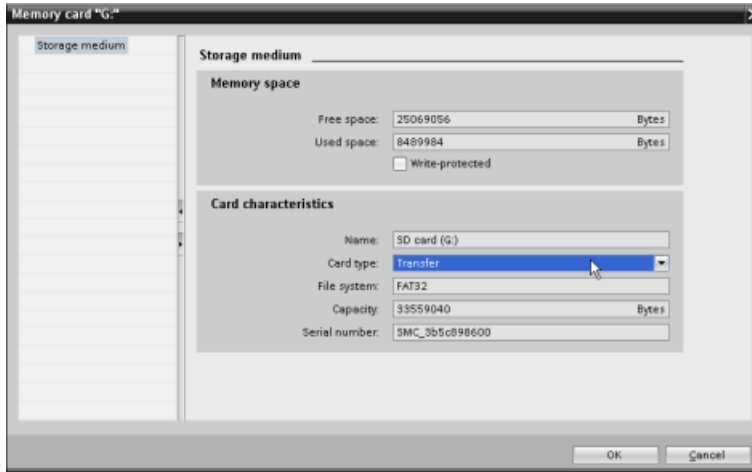 Memory card "G:"
Storage medium
Storage medium
Memory space
Free space: 25069056 Bytes
Used space: 8489984 Bytes
Write-protected
Card characteristics
Name: SD card (G:)
Card type: Transfer
File system: FAT32
Capacity: 33559040 Bytes
Serial number: SMC_3b5c898600
OK Cancel